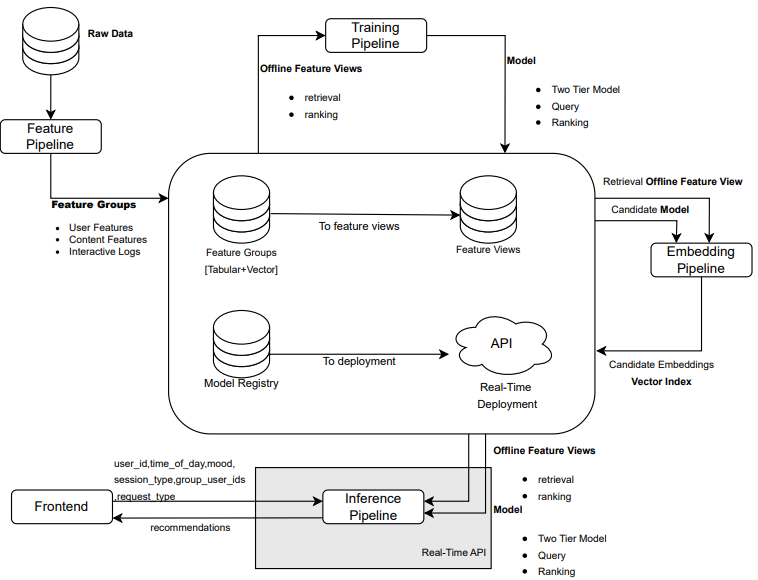 Raw Data
Training
Pipeline
Offline Feature Views
retrieval
ranking
Model
Two Tier Model
Query
Ranking
Feature
Pipeline
Feature Groups
User Features
Content Features
Interactive Logs
To feature views
Feature Groups
[Tabular+Vector]
Feature Views
Retrieval Offline Feature View
Candidate Model
Embedding
Pipeline
Model Registry
To deployment
API
Real-Time
Deployment
Candidate Embeddings
Vector Index
Offline Feature Views
retrieval
ranking
Model
Two Tier Model
Query
Ranking
user_id,time_of_day,mood,
session_type,group_user_ids
,request_type
Frontend
recommendations
Inference
Pipeline
Real-Time API